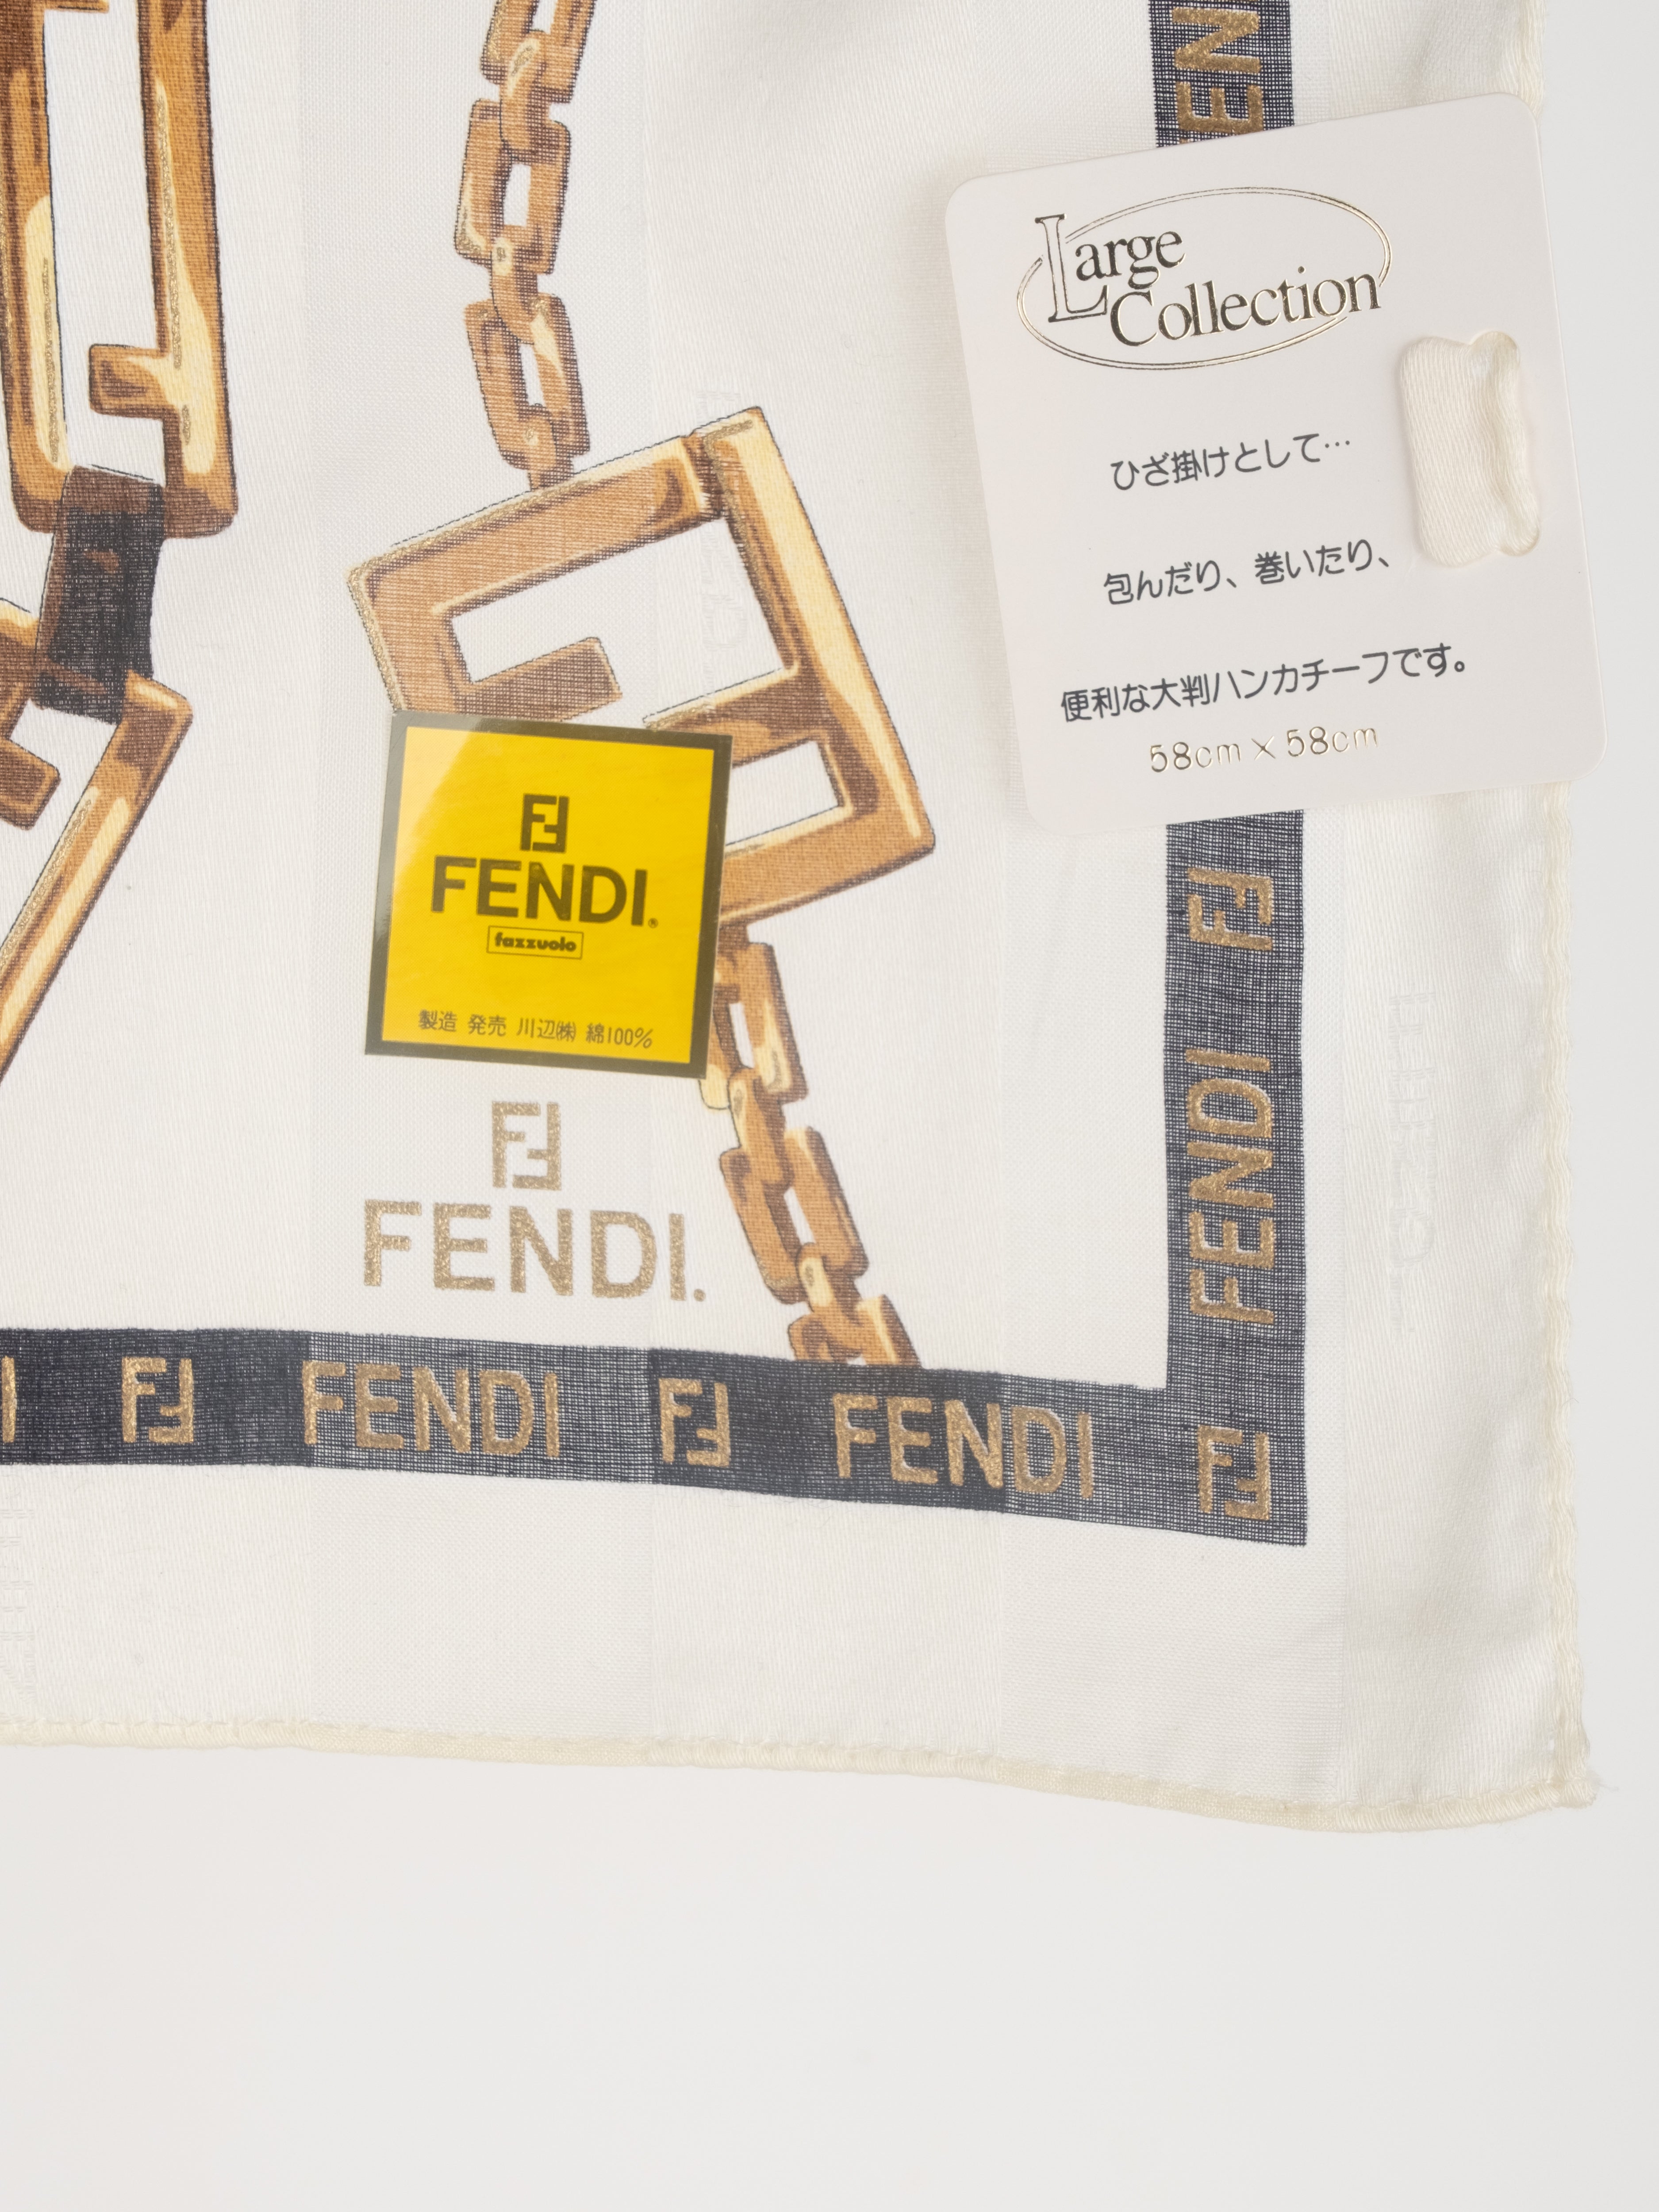 EN
Large
Collection
ひざ掛けとして…
包んだり、巻いたり、
便利な大判ハンカチーフです。
58cm×58cm
FENDI®
fazzuolo
製造 発売 川辺㈱ 綿100%
FENDI.
FENDI
I FENDI FENDI